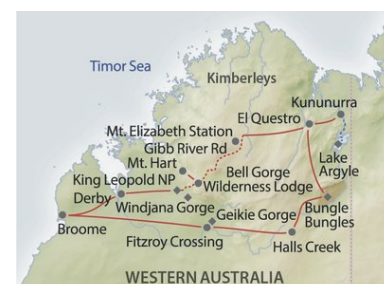 Timor Sea
Kimberleys
Kununurra
El Questro
Mt. Elizabeth Station
Gibb River Rd
Mt. Hart
Lake
Argyle
King Leopold NP
Bell Gorge
Wilderness Lodge
Derby
Windjana Gorge
Geikie Gorge
Bungle
Bungles
Broome
Fitzroy Crossing
Halls Creek
WESTERN AUSTRALIA